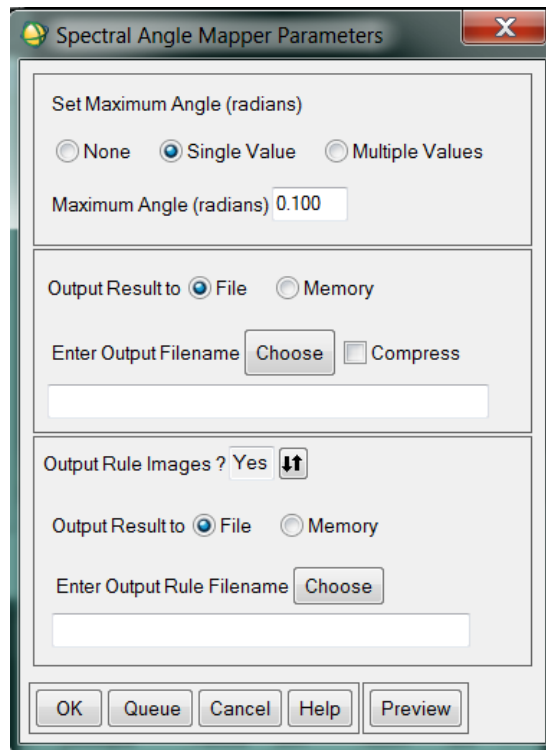 Spectral Angle Mapper Parameters
Set Maximum Angle (radians)
None Single Value Multiple Values
Maximum Angle (radians) 0.100
Output Result to File Memory
Enter Output Filename Choose Compress
Output Rule Images ? Yes
Output Result to File Memory
Enter Output Rule Filename Choose
OK Queue Cancel Help Preview